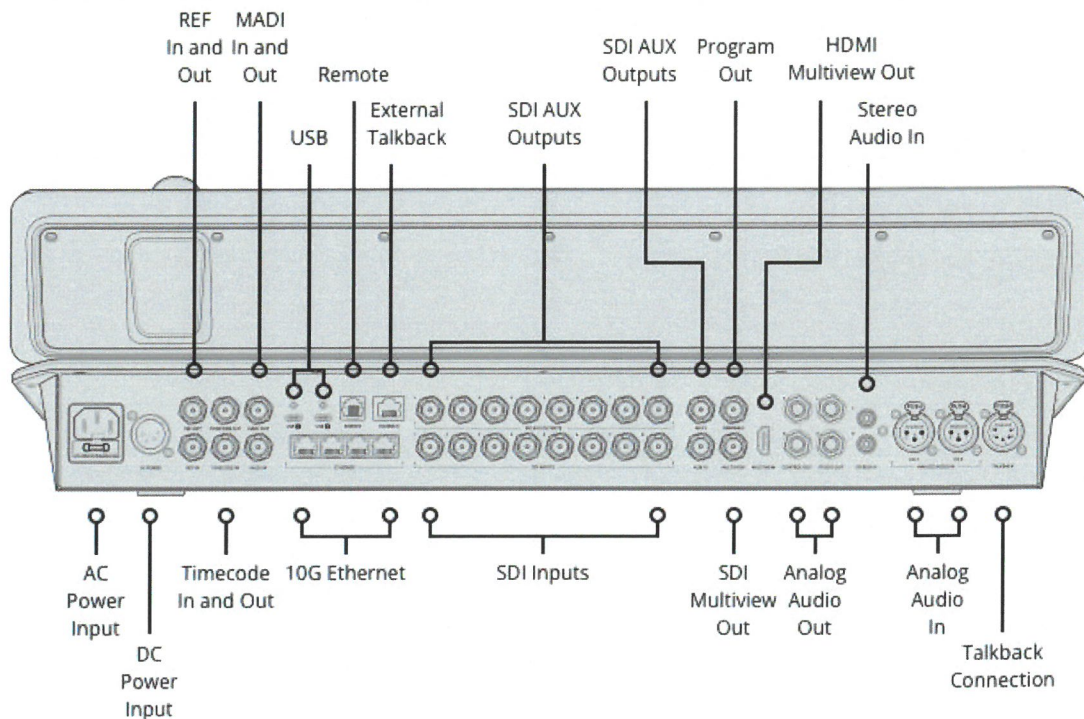 REF
In and
Out
MADI
In and
Out
Remote
USB
External
Talkback
SDI AUX
Outputs
SDI AUX
Outputs
Program
Out
HDMI
Multiview Out
Stereo
Audio In
AC
Power
Input
DC
Power
Input
Timecode
In and Out
10G Ethernet
SDI Inputs
SDI
Multiview
Out
Analog
Audio
Out
Analog
Audio
In
Talkback
Connection